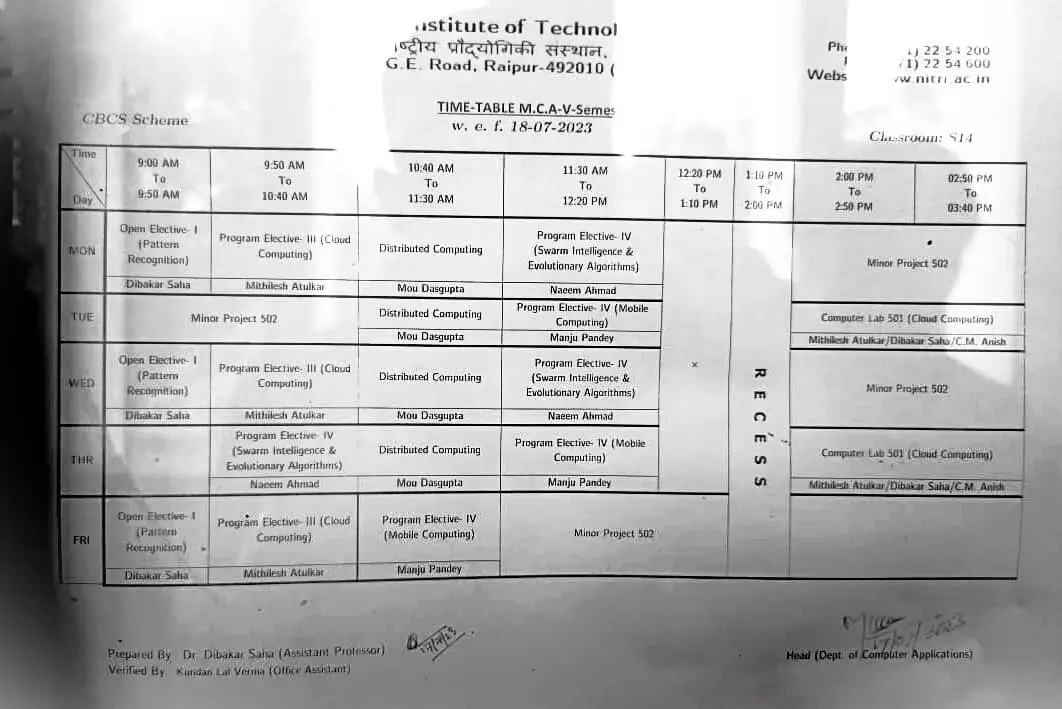 stitute of Technol
ष्ट्रीय प्रौद्योगिकी संस्थान,
G.E. Road, Raipur-492010 (
) 22 54 200
1) 22 54 600
Webs w.nitrr.ac.in
TIME-TABLE M.C.A-V-Semes
CBCS Scheme
w. e. f. 18-07-2023
Classroom: S14
Time
Day
9:00 AM
To
9:50 AM
9:50 AM
To
10:40 AM
10:40 AM
To
11:30 AM
11:30 AM
To
12:20 PM
12:20 PM
To
1:10 PM
1:10 PM
To
2:00 PM
2:00 PM
To
2:50 PM
02:50 PM
To
03:40 PM
MON
Open Elective- I
(Pattern
Recognition)
Program Elective- III (Cloud
Computing)
Distributed Computing
Program Elective- IV
(Swarm Intelligence &
Evolutionary Algorithms)
Minor Project 502
Dibakar Saha
Mithilesh Atulkar
Mou Dasgupta
Naeem Ahmad
TUE
Minor Project 502
Distributed Computing
Program Elective- IV (Mobile
Computing)
Computer Lab 501 (Cloud Computing)
Mou Dasgupta
Manju Pandey
Mithilesh Atulkar/Dibakar Saha/C.M. Anish
WED
Open Elective- I
(Pattern
Recognition)
Program Elective- III (Cloud
Computing)
Distributed Computing
Program Elective- IV
(Swarm Intelligence &
Evolutionary Algorithms)
x
RECESS
Minor Project 502
Dibakar Saha
Mithilesh Atulkar
Mou Dasgupta
Naeem Ahmad
THR
x
Program Elective- IV
(Swarm Intelligence &
Evolutionary Algorithms)
Distributed Computing
Program Elective- IV (Mobile
Computing)
Computer Lab 501 (Cloud Computing)
Naeem Ahmad
Mou Dasgupta
Manju Pandey
Mithilesh Atulkar/Dibakar Saha/C.M. Anish
FRI
Open Elective- I
(Pattern
Recognition)
Program Elective- III (Cloud
Computing)
Program Elective- IV
(Mobile Computing)
Minor Project 502
Dibakar Saha
Mithilesh Atulkar
Manju Pandey
Prepared By: Dr. Dibakar Saha (Assistant Professor)
Verified By: Kundan Lal Verma (Office Assistant)
17/7/23
17/07/2023
Head (Dept. of Computer Applications)